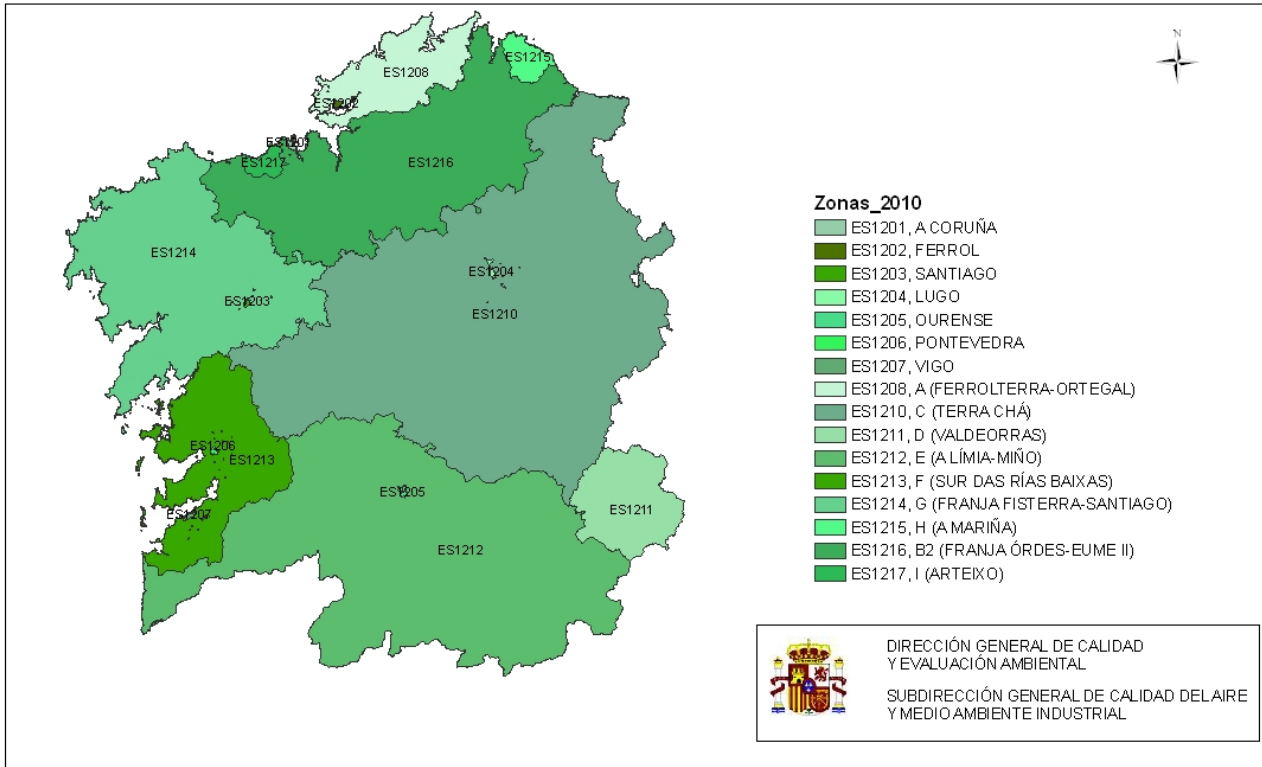 N
ES1215
ES1208
ES1202
ES1201
ES1217
ES1216
ES1214
ES1204
ES1203
ES1210
ES1206
ES1213
ES1205
ES1207
ES1211
ES1212
Zonas_2010
ES1201, A CORUÑA
ES1202, FERROL
ES1203, SANTIAGO
ES1204, LUGO
ES1205, OURENSE
ES1206, PONTEVEDRA
ES1207, VIGO
ES1208, A (FERROLTERRA-ORTEGAL)
ES1210, C (TERRA CHÁ)
ES1211, D (VALDEORRAS)
ES1212, E (A LÍMIA-MIÑO)
ES1213, F (SUR DAS RÍAS BAIXAS)
ES1214, G (FRANJA FISTERRA-SANTIAGO)
ES1215, H (A MARIÑA)
ES1216, B2 (FRANJA ÓRDES-EUME II)
ES1217, I (ARTEIXO)
DIRECCIÓN GENERAL DE CALIDAD
Y EVALUACIÓN AMBIENTAL
SUBDIRECCIÓN GENERAL DE CALIDAD DEL AIRE
Y MEDIO AMBIENTE INDUSTRIAL